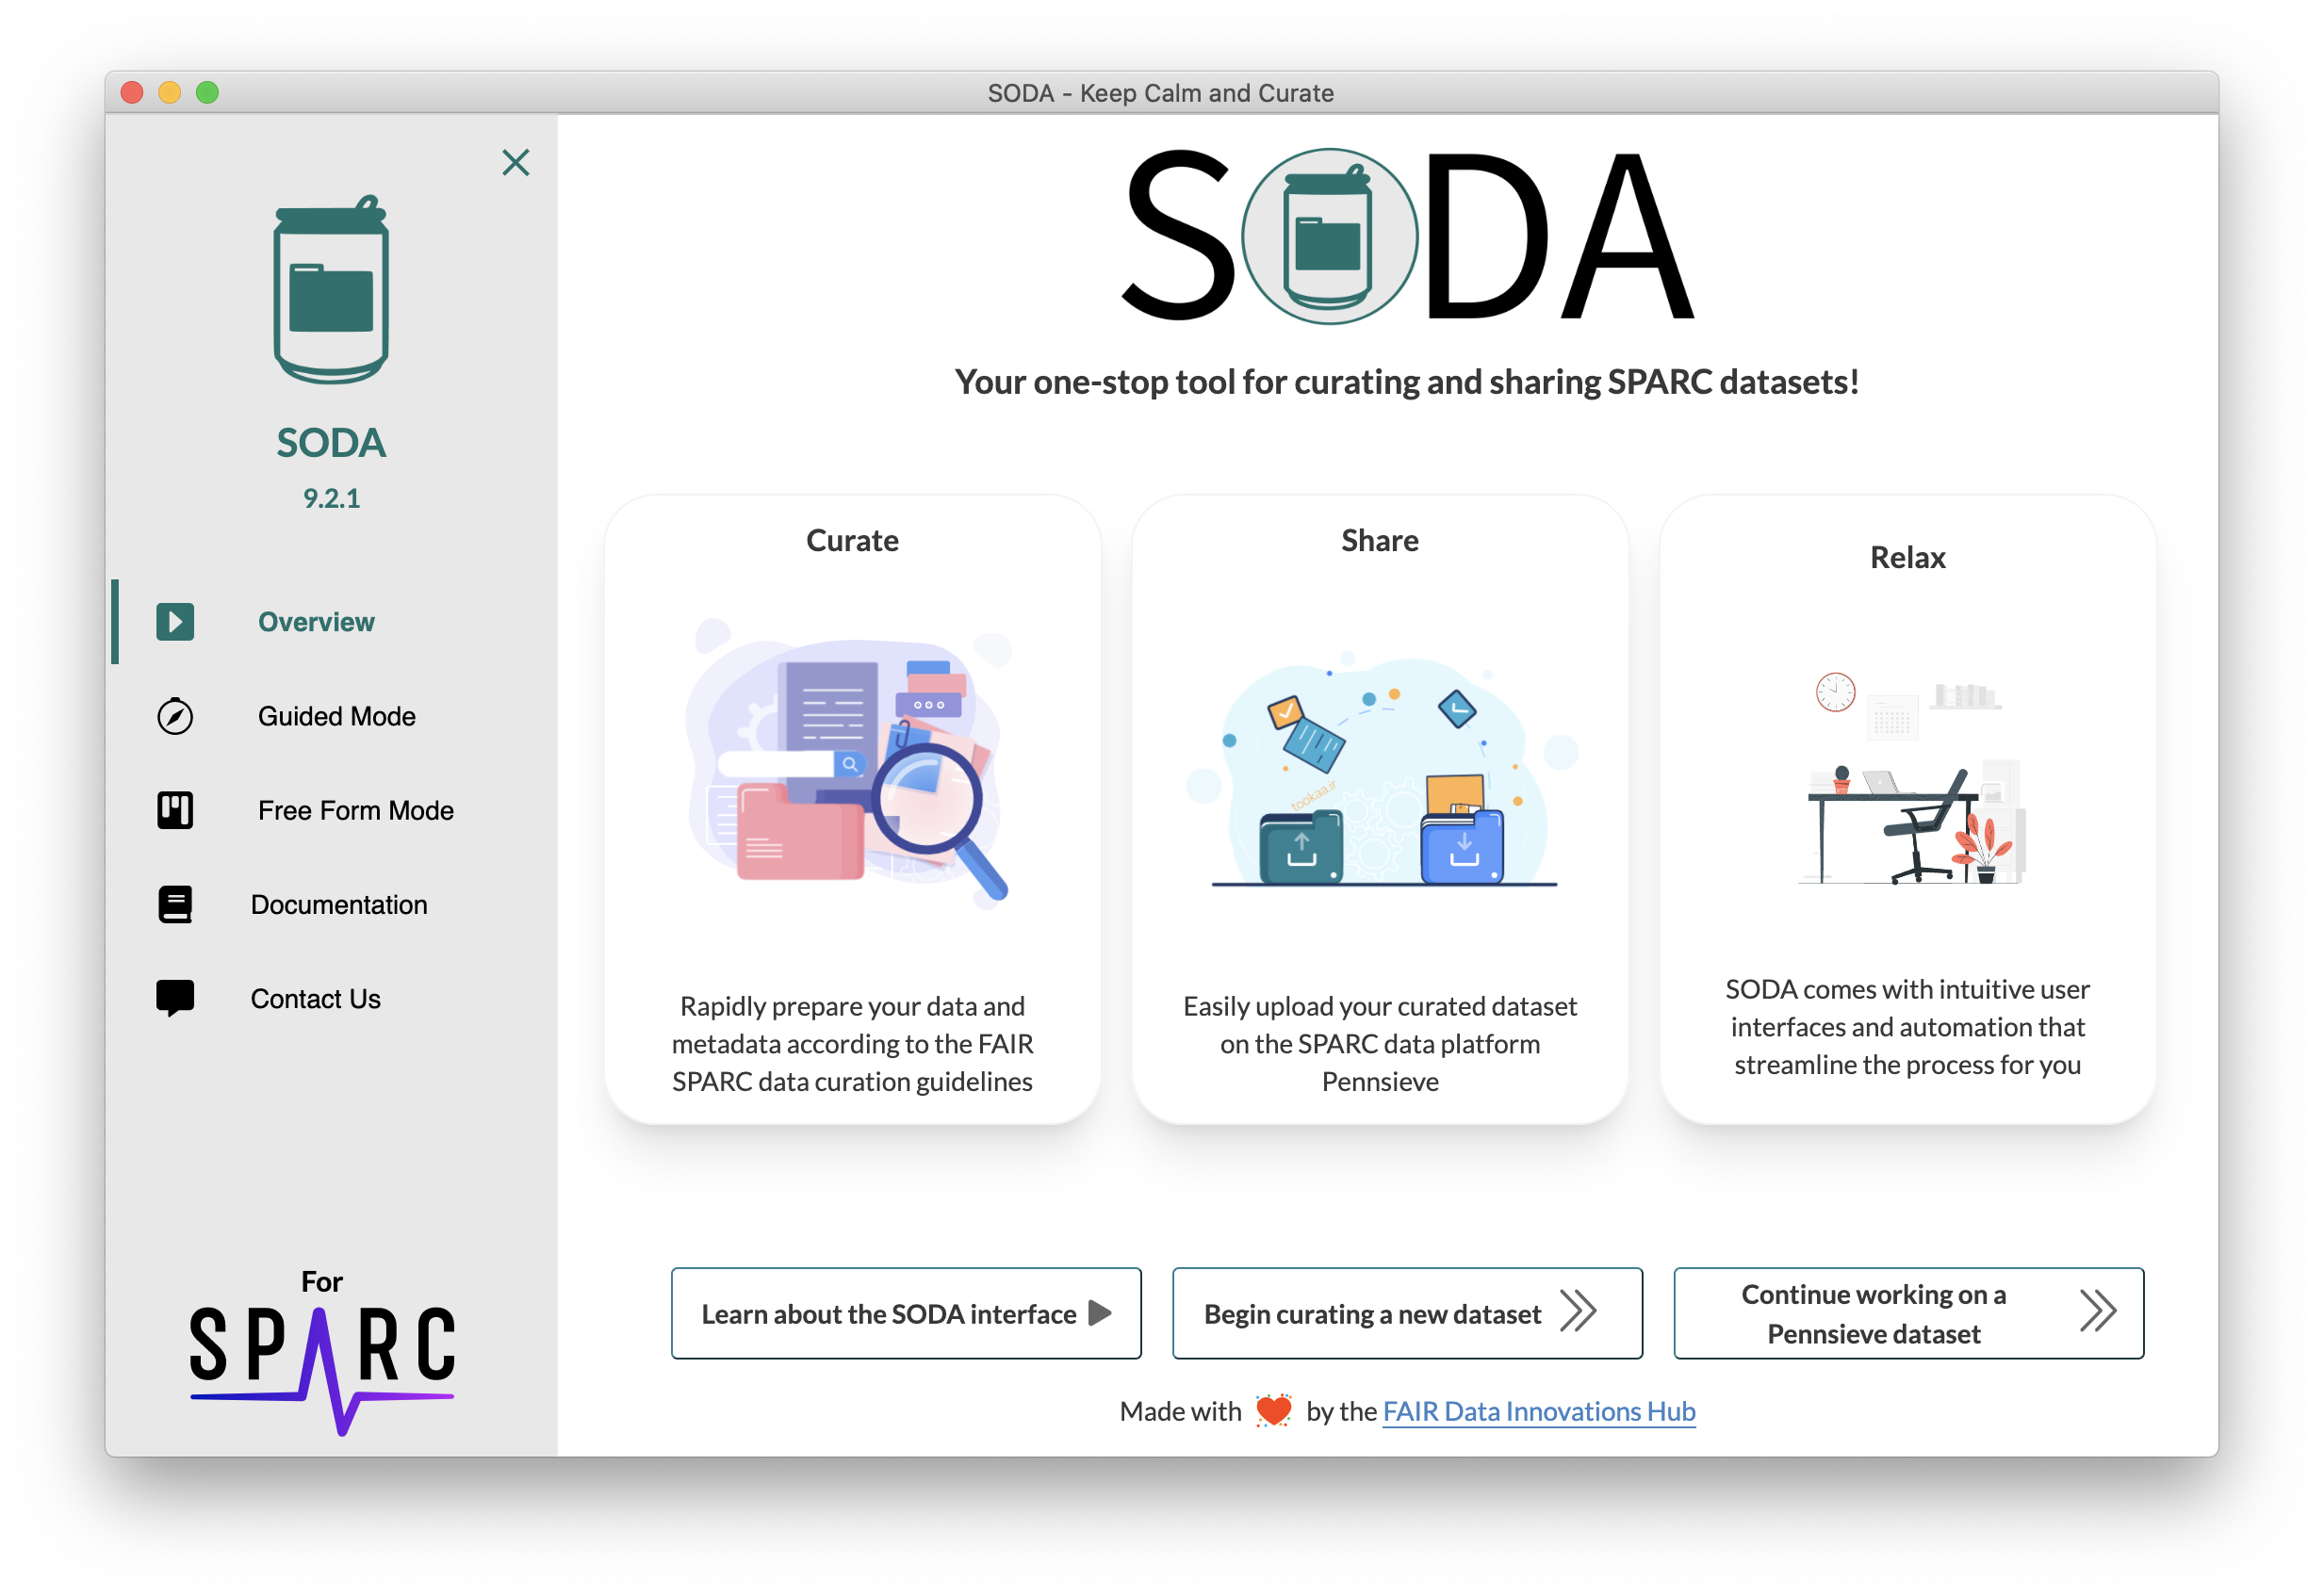 SODA - Keep Calm and Curate
SODA
9.2.1
Overview
Guided Mode
Free Form Mode
Documentation
Contact Us
For
SPARC
SODA
Your one-stop tool for curating and sharing SPARC datasets!
Curate
Rapidly prepare your data and
metadata according to the FAIR
SPARC data curation guidelines
Share
tookaa.ir
Easily upload your curated dataset
on the SPARC data platform
Pennsieve
Relax
SODA comes with intuitive user
interfaces and automation that
streamline the process for you
Learn about the SODA interface
Begin curating a new dataset
Continue working on a
Pennsieve dataset
Made with by the FAIR Data Innovations Hub